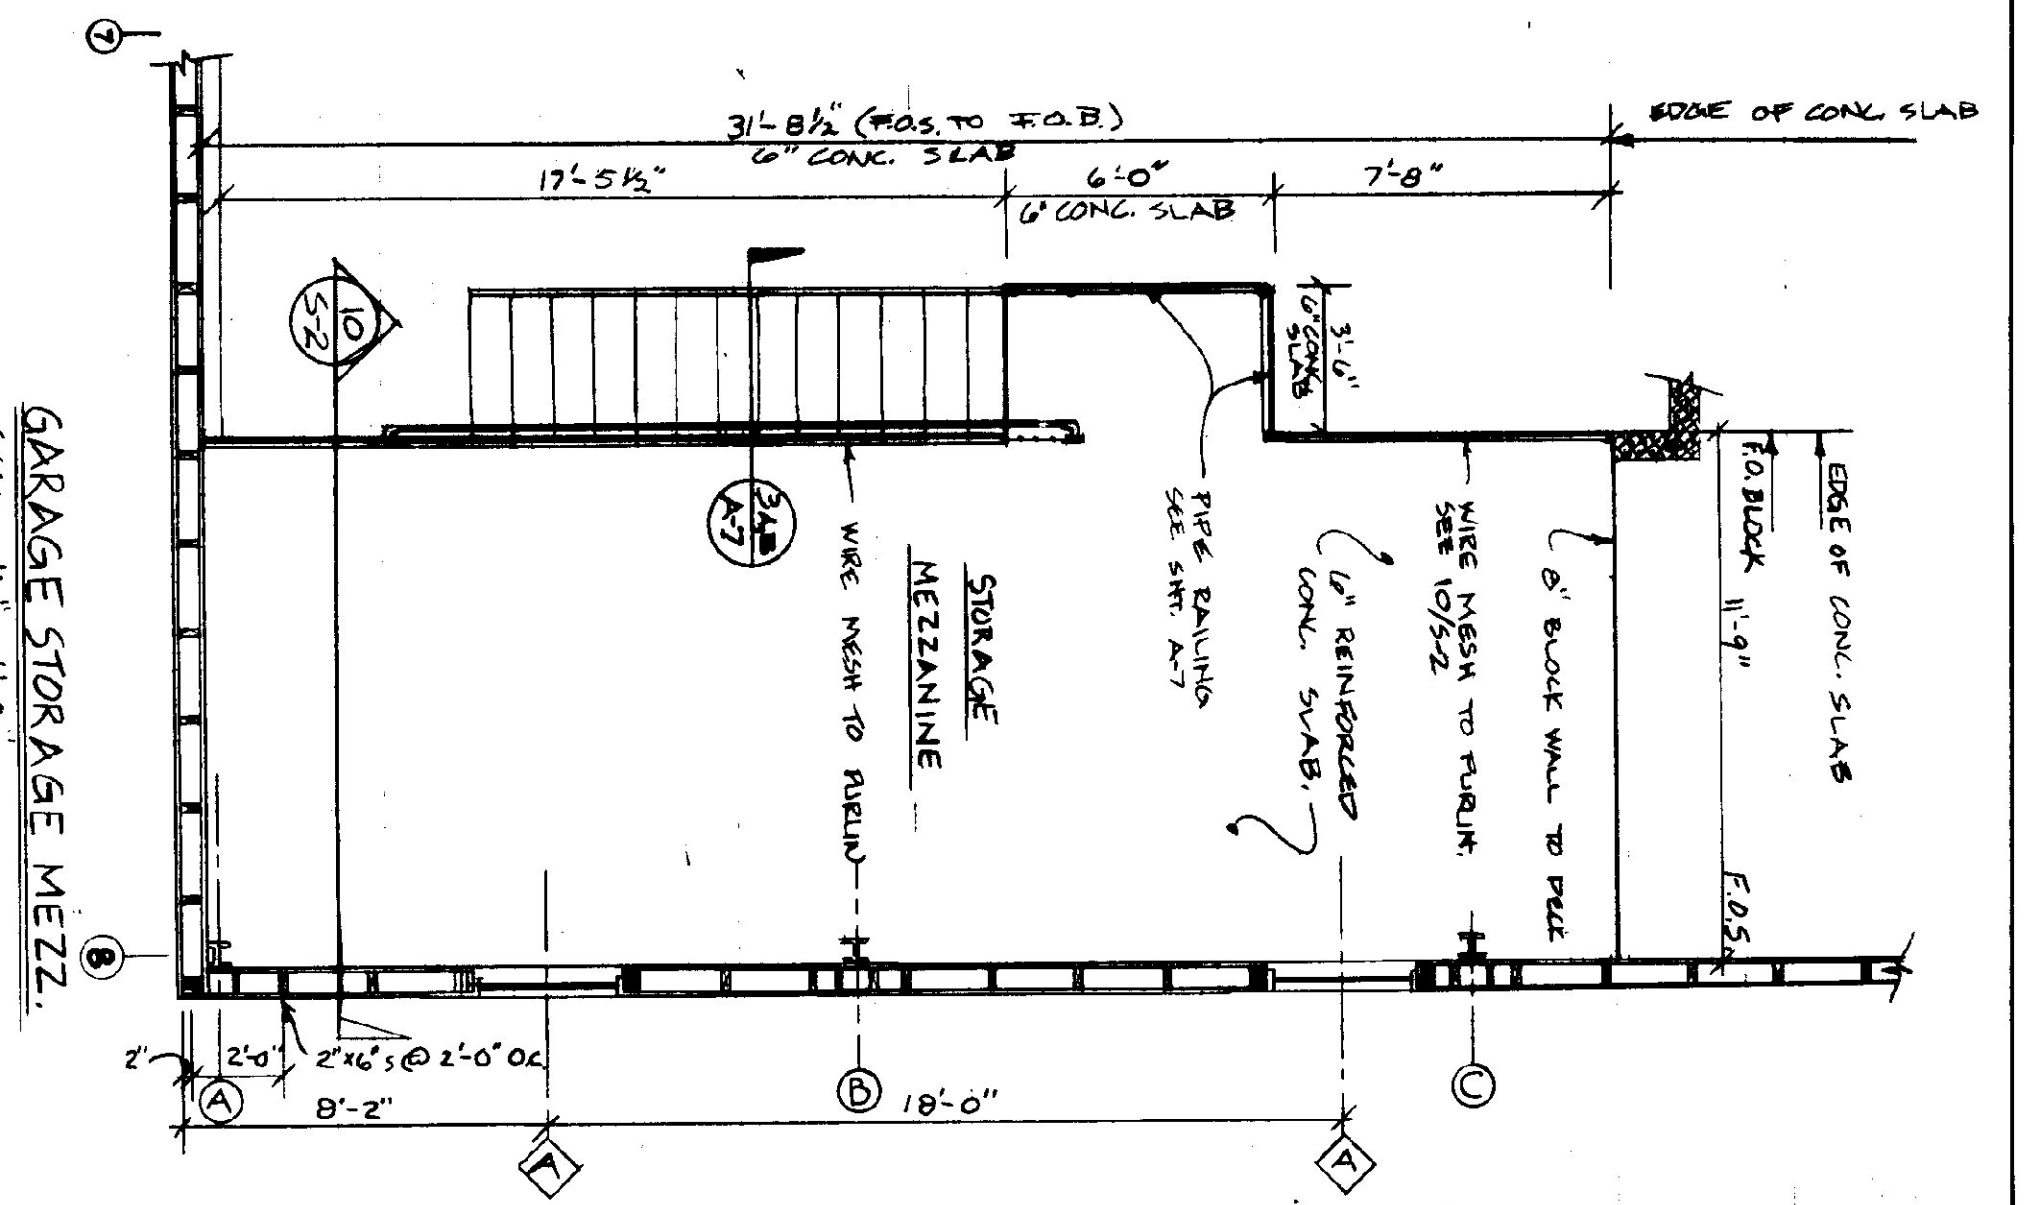 7
31'-8½" (F.O.S. TO F.O.B.)
6" CONC. SLAB
EDGE OF CONC. SLAB
17'-5½"
6'-0"
7'-8"
6" CONC. SLAB
10
S-2
3'-6"
6" CONC.
SLAB
3A,B
A-7
WIRE MESH TO PURLIN
STORAGE
MEZZANINE
PIPE RAILING
SEE SHT. A-7
6" REINFORCED
CONC. SLAB.
WIRE MESH TO PURLIN.
SEE 10/S-2
8" BLOCK WALL TO DECK
F.O. BLOCK
11'-9"
F.O.S.
EDGE OF CONC. SLAB
GARAGE STORAGE MEZZ.
8
2"
2'-0"
2"x6"s @ 2'-0" O.C.
A
B
C
8'-2"
18'-0"
A
A